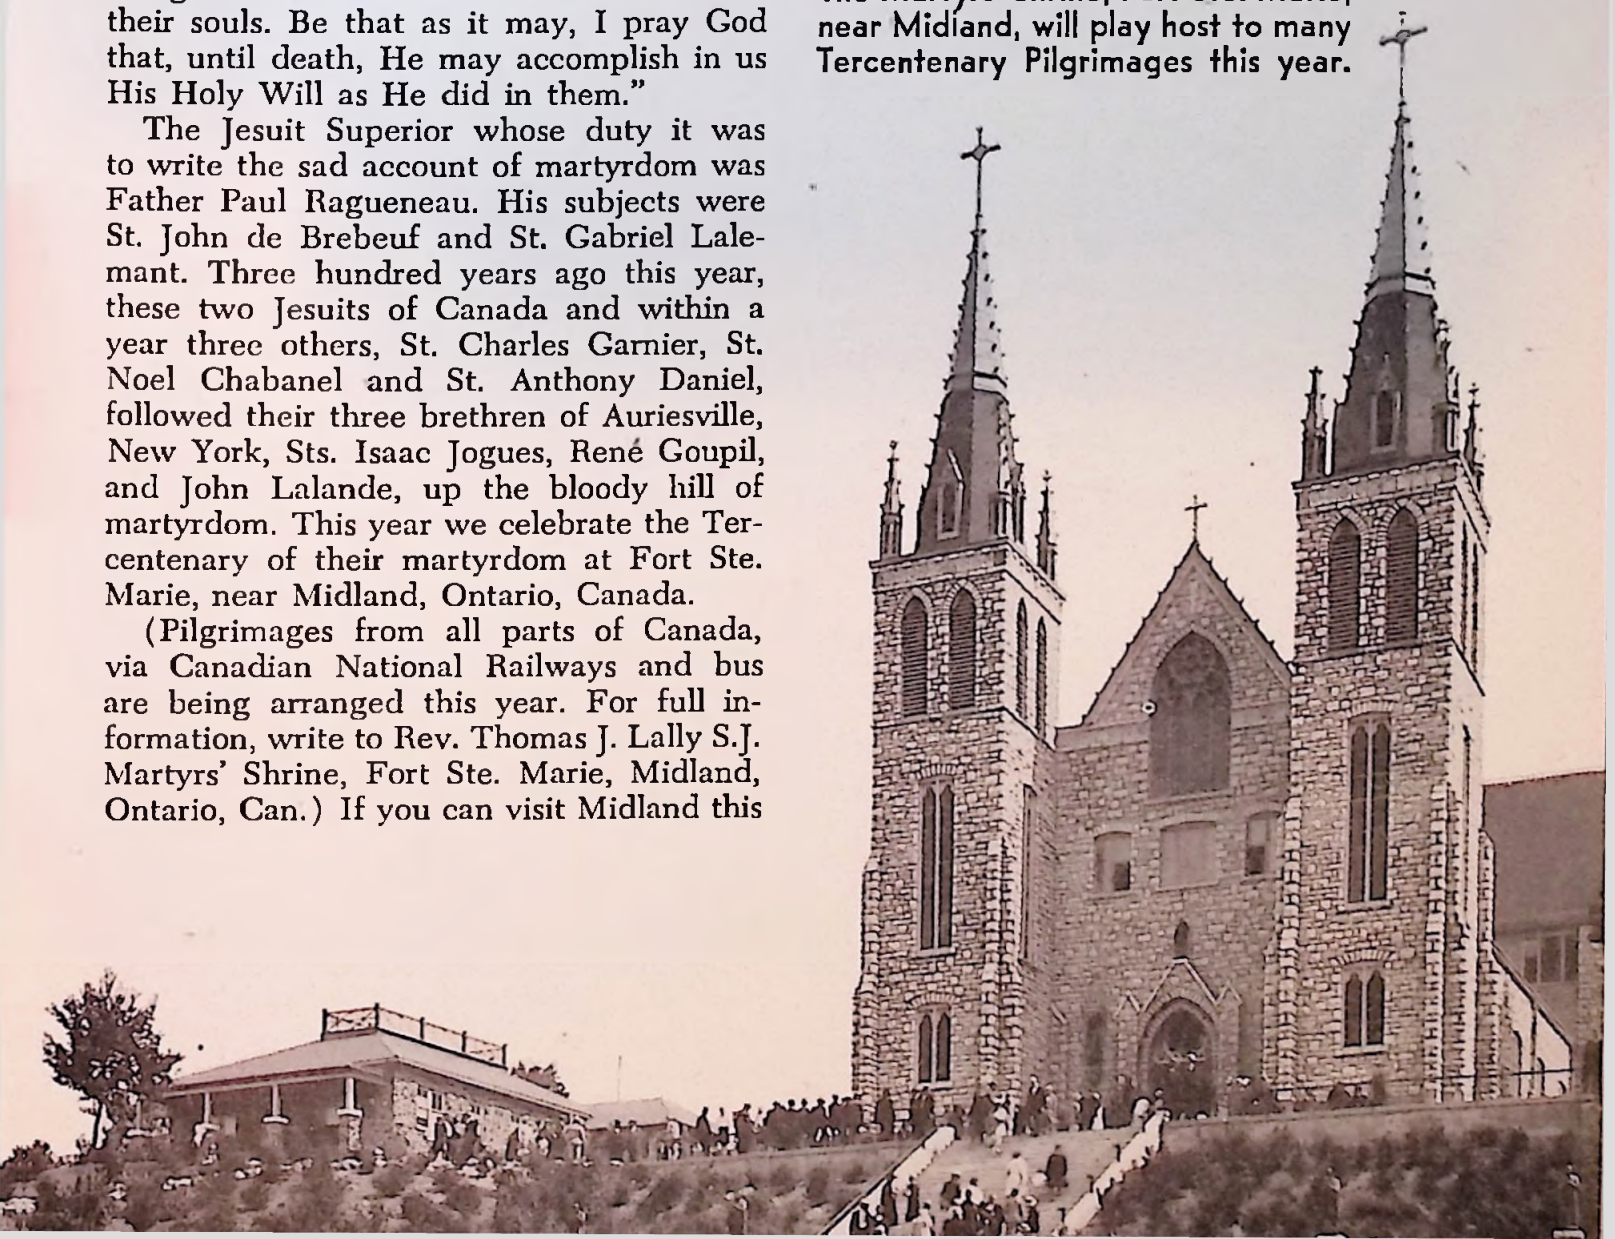 their souls. Be that as it may, I pray God
that, until death, He may accomplish in us
His Holy Will as He did in them.”
The Jesuit Superior whose duty it was
to write the sad account of martyrdom was
Father Paul Ragueneau. His subjects were
St. John de Brebeuf and St. Gabriel Lale-
mant. Three hundred years ago this year,
these two Jesuits of Canada and within a
year three others, St. Charles Garnier, St.
Noel Chabanel and St. Anthony Daniel,
followed their three brethren of Auriesville,
New York, Sts. Isaac Jogues, René Goupil,
and John Lalande, up the bloody hill of
martyrdom. This year we celebrate the Ter-
centenary of their martyrdom at Fort Ste.
Marie, near Midland, Ontario, Canada.
(Pilgrimages from all parts of Canada,
via Canadian National Railways and bus
are being arranged this year. For full in-
formation, write to Rev. Thomas J. Lally S.J.
Martyrs’ Shrine, Fort Ste. Marie, Midland,
Ontario, Can.) If you can visit Midland this
near Midland, will play host to many
Tercentenary Pilgrimages this year.